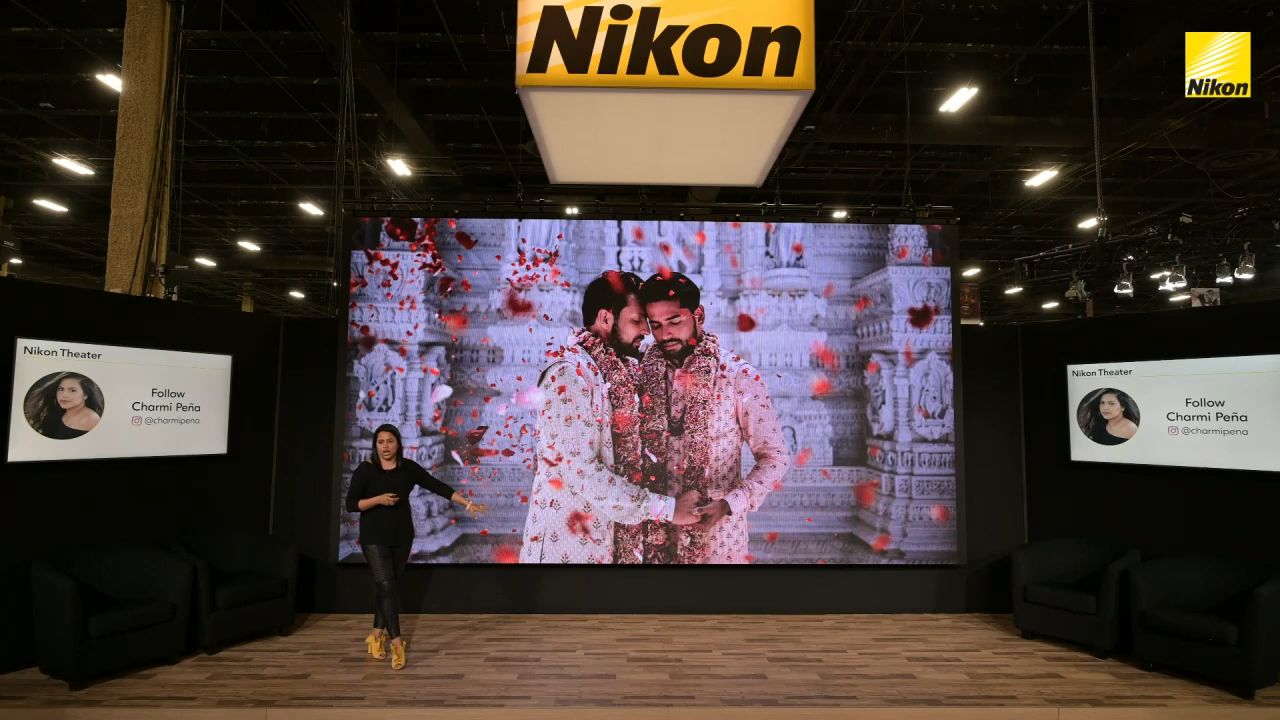 Nikon
Nikon
Nikon Theater
Follow
Charmi Peña
@charmipena
Nikon Theater
Follow
Charmi Peña
@charmipena